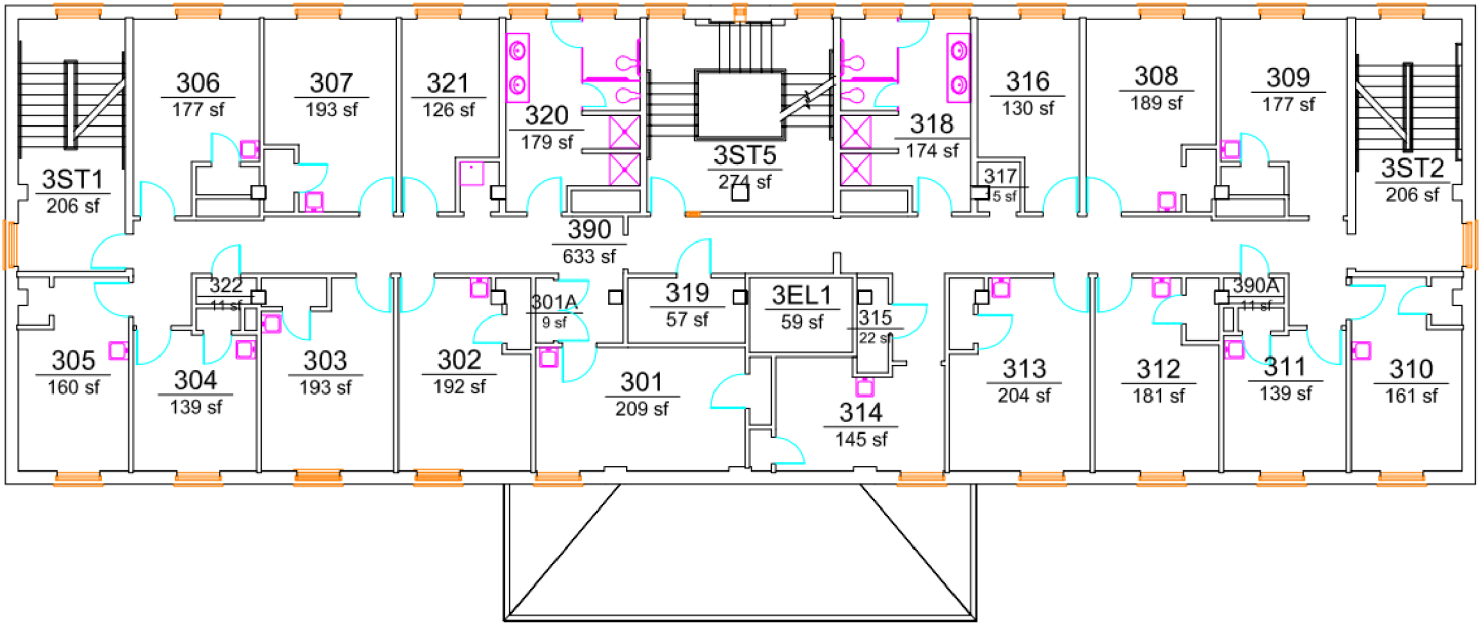 306
177 sf
307
193 sf
321
126 sf
320
179 sf
3ST5
274 sf
318
174 sf
317
15 sf
316
130 sf
308
189 sf
309
177 sf
3ST1
206 sf
3ST2
206 sf
390
633 sf
322
11 sf
301A
9 sf
319
57 sf
3EL1
59 sf
315
22 sf
390A
11 sf
305
160 sf
304
139 sf
303
193 sf
302
192 sf
301
209 sf
314
145 sf
313
204 sf
312
181 sf
311
139 sf
310
161 sf